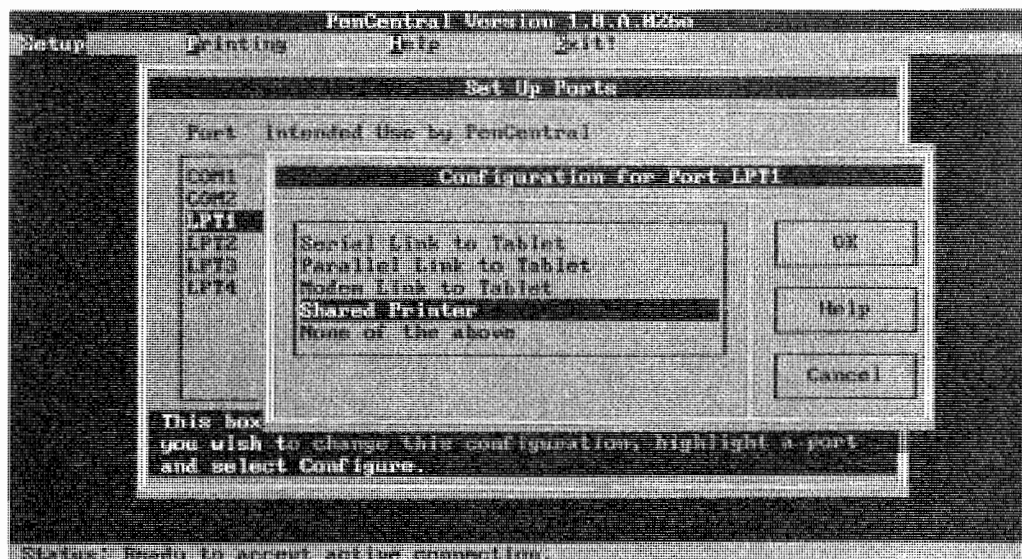 PenCentral Version
Setup Printing Help Exit!
Set Up Ports
Port Intended Use by PenCentral
COM1
COM2
LPT1
LPT2
LPT3
LPT4
Configuration for Port LPT1
Serial Link to Tablet
Parallel Link to Tablet
Modem Link to Tablet
Shared Printer
None of the above
OK
Help
Cancel
This box
you wish to change this configuration, highlight a port
and select Configure.
Status: Ready to accept active connection.